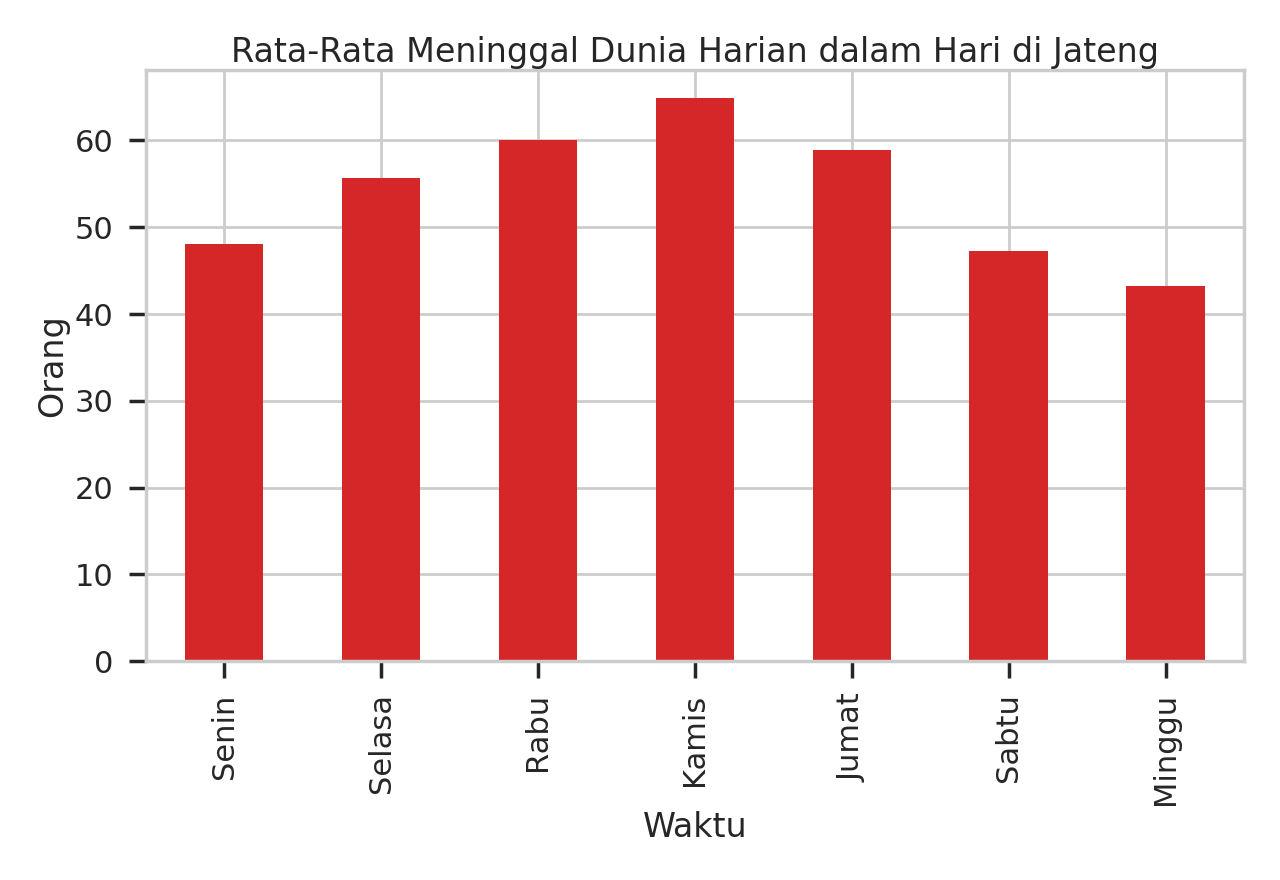 Rata-Rata Meninggal Dunia Harian dalam Hari di Jateng
60
50
40
30
20
10
0
Orang
Senin
Selasa
Rabu
Kamis
Jumat
Sabtu
Minggu
Waktu